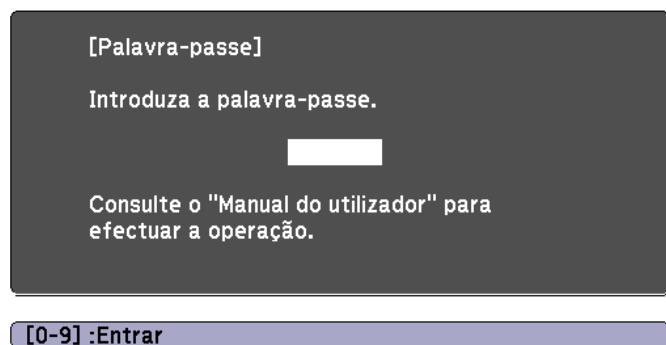 [Palavra-passe]
Introduza a palavra-passe.
Consulte o "Manual do utilizador" para
efectuar a operação.
[0-9] :Entrar